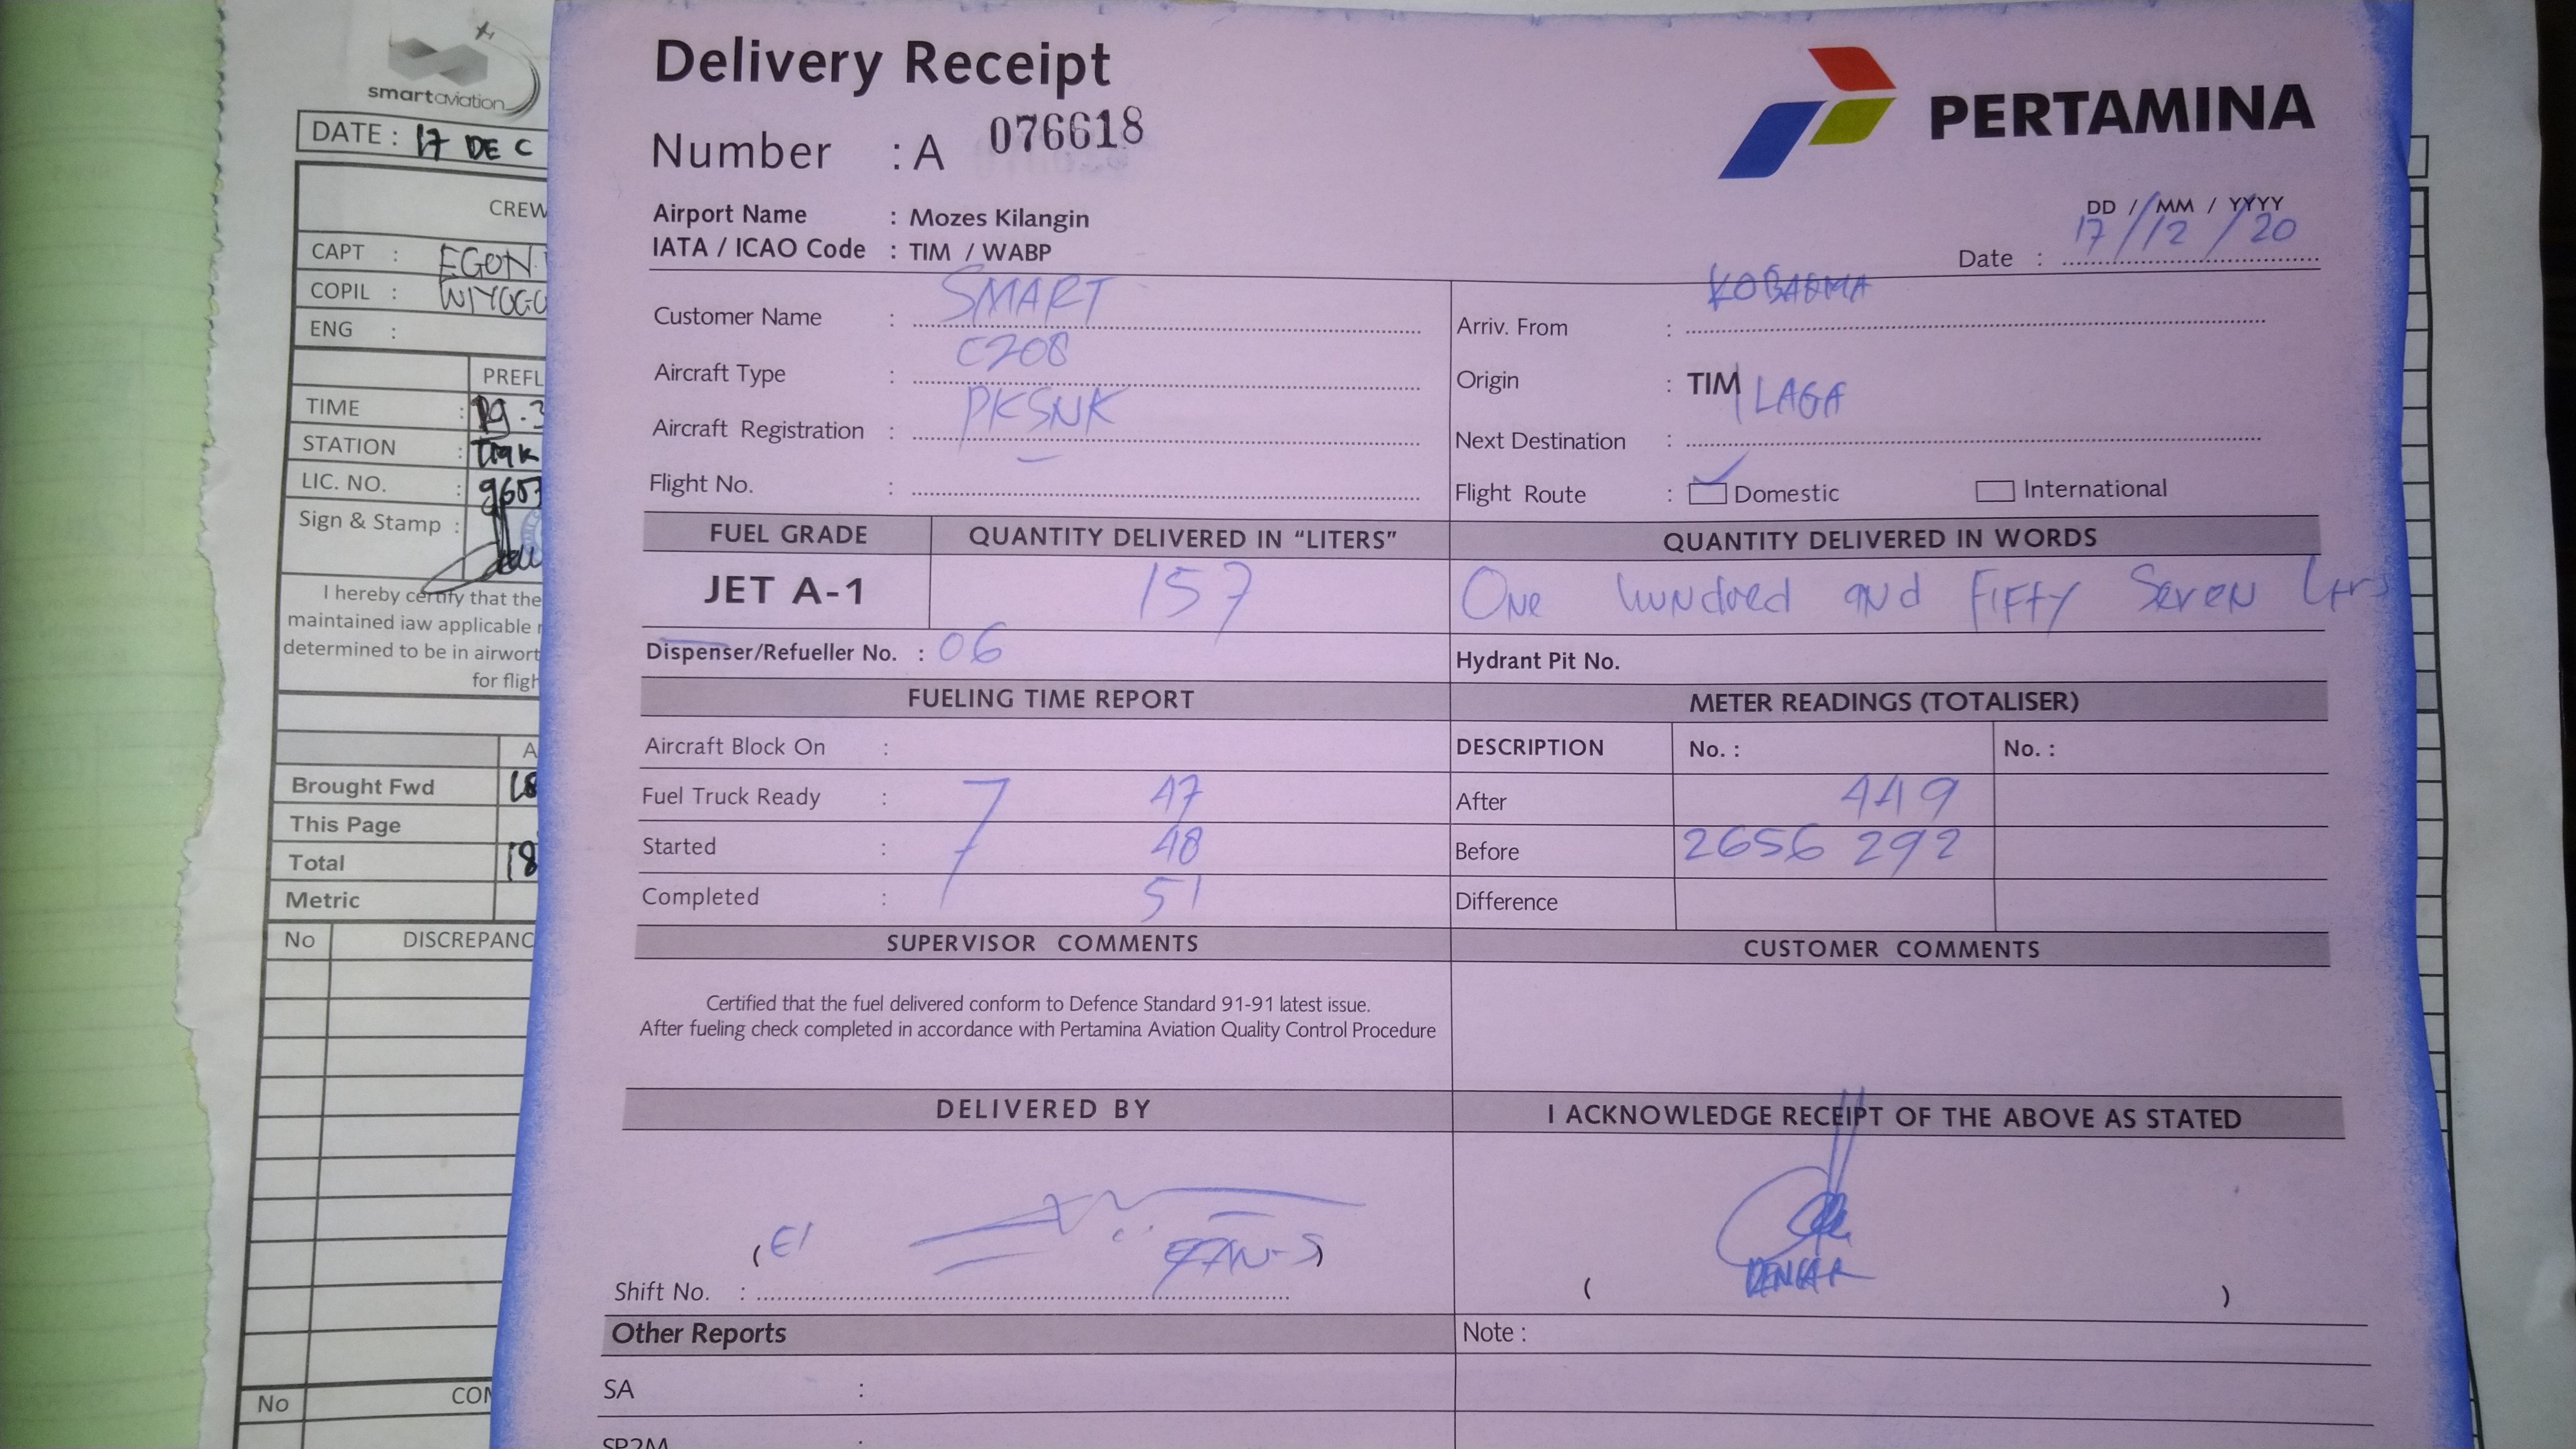 smartaviation
DATE : 17 DEC
CREW
CAPT : EGON
COPIL : WIYOGO
ENG :
PREFL
TIME :
STATION :
LIC. NO. :
Sign & Stamp :
I hereby certify that the
maintained iaw applicable
determined to be in airwort
for fligh
A
Brought Fwd
This Page
Total 18
Metric
No DISCREPANC
No CON
Delivery Receipt
Number : A 076618
PERTAMINA
Airport Name : Mozes Kilangin
IATA / ICAO Code : TIM / WABP
DD / MM / YYYY
Date : 17/12/20
Customer Name : SMART
Aircraft Type : C208
Aircraft Registration : PKSNK
Flight No. : –
Arriv. From :
Origin : TIM
Next Destination : LAGA
Flight Route : Domestic International
FUEL GRADE QUANTITY DELIVERED IN "LITERS" QUANTITY DELIVERED IN WORDS
JET A-1 157 One hundred and FIFTY Seven Ltrs
Dispenser/Refueller No. : 06 Hydrant Pit No.
FUELING TIME REPORT METER READINGS (TOTALISER)
Aircraft Block On : DESCRIPTION No. : No. :
Fuel Truck Ready : 7 47 After 449
Started : 48 Before 2656 292
Completed : 51 Difference
SUPERVISOR COMMENTS CUSTOMER COMMENTS
Certified that the fuel delivered conform to Defence Standard 91-91 latest issue.
After fueling check completed in accordance with Pertamina Aviation Quality Control Procedure
DELIVERED BY I ACKNOWLEDGE RECEIPT OF THE ABOVE AS STATED
( )
Shift No. : ( )
Other Reports Note :
SA :
SP2M :